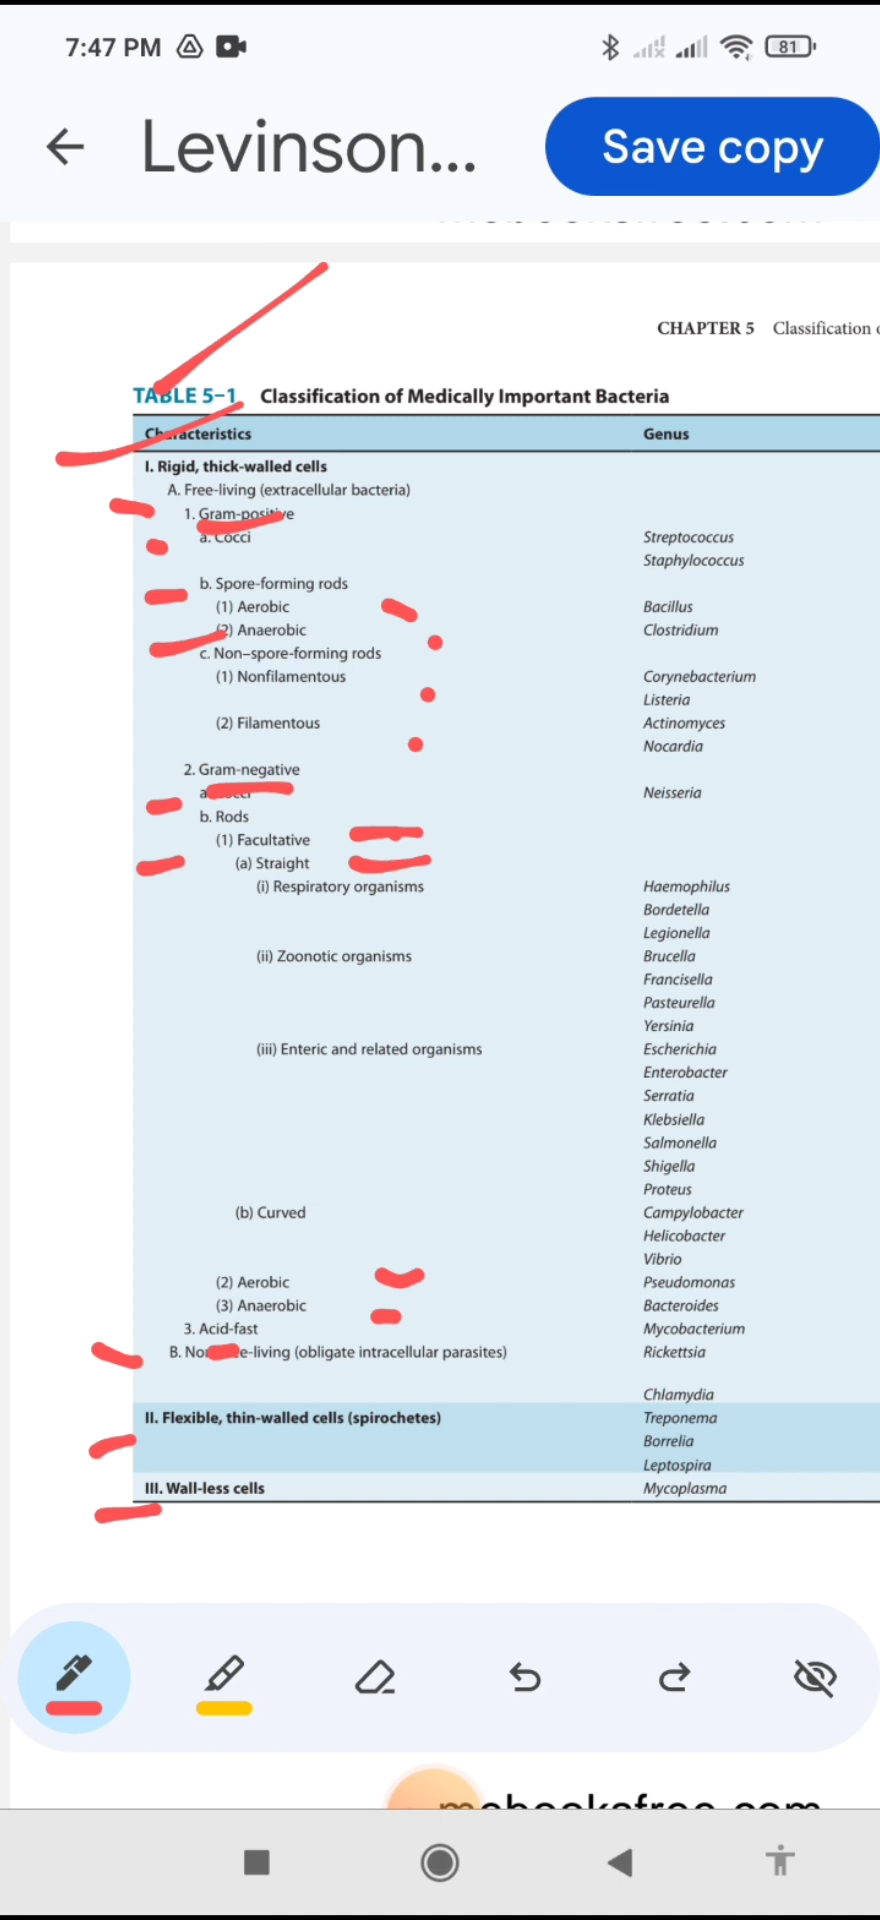 7:47 PM
81
Levinson...
Save copy
CHAPTER 5 Classification
TABLE 5–1 Classification of Medically Important Bacteria
Characteristics Genus
I. Rigid, thick-walled cells
A. Free-living (extracellular bacteria)
1. Gram-positive
a. Cocci Streptococcus
Staphylococcus
b. Spore-forming rods
(1) Aerobic Bacillus
(2) Anaerobic Clostridium
c. Non–spore-forming rods
(1) Nonfilamentous Corynebacterium
Listeria
(2) Filamentous Actinomyces
Nocardia
2. Gram-negative
a. Cocci Neisseria
b. Rods
(1) Facultative
(a) Straight
(i) Respiratory organisms Haemophilus
Bordetella
Legionella
(ii) Zoonotic organisms Brucella
Francisella
Pasteurella
Yersinia
(iii) Enteric and related organisms Escherichia
Enterobacter
Serratia
Klebsiella
Salmonella
Shigella
Proteus
(b) Curved Campylobacter
Helicobacter
Vibrio
(2) Aerobic Pseudomonas
(3) Anaerobic Bacteroides
3. Acid-fast Mycobacterium
B. Non-free-living (obligate intracellular parasites) Rickettsia
Chlamydia
II. Flexible, thin-walled cells (spirochetes) Treponema
Borrelia
Leptospira
III. Wall-less cells Mycoplasma